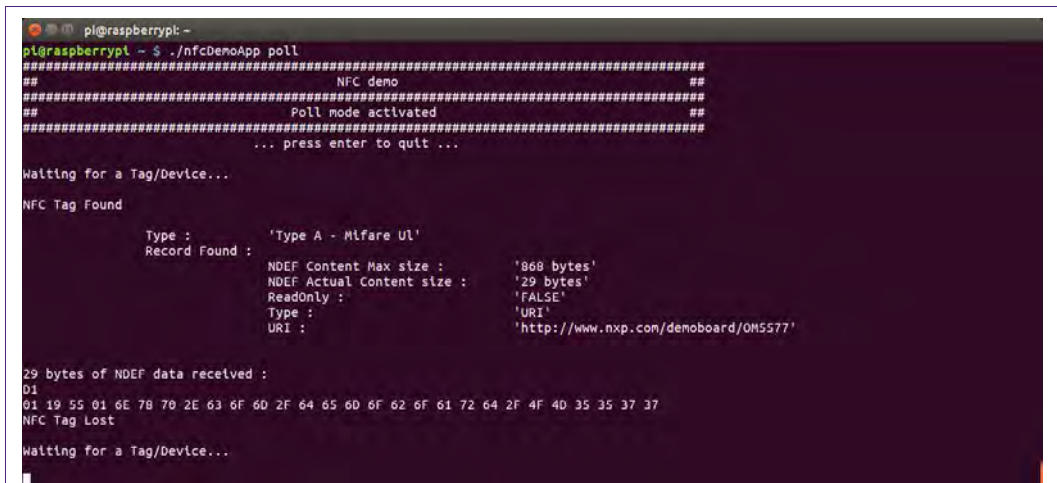 pi@raspberrypi: ~
pi@raspberrypi ~ $ ./nfcDemoApp poll
#########################################################################################
## NFC demo ##
#########################################################################################
## Poll mode activated ##
#########################################################################################
... press enter to quit ...
Waiting for a Tag/Device...
NFC Tag Found
Type : 'Type A - Mifare Ul'
Record Found :
NDEF Content Max size : '868 bytes'
NDEF Actual Content size : '29 bytes'
ReadOnly : 'FALSE'
Type : 'URI'
URI : 'http://www.nxp.com/demoboard/OM5577'
29 bytes of NDEF data received :
D1
01 19 55 01 6E 78 70 2E 63 6F 6D 2F 64 65 6D 6F 62 6F 61 72 64 2F 4F 4D 35 35 37 37
NFC Tag Lost
Waiting for a Tag/Device...